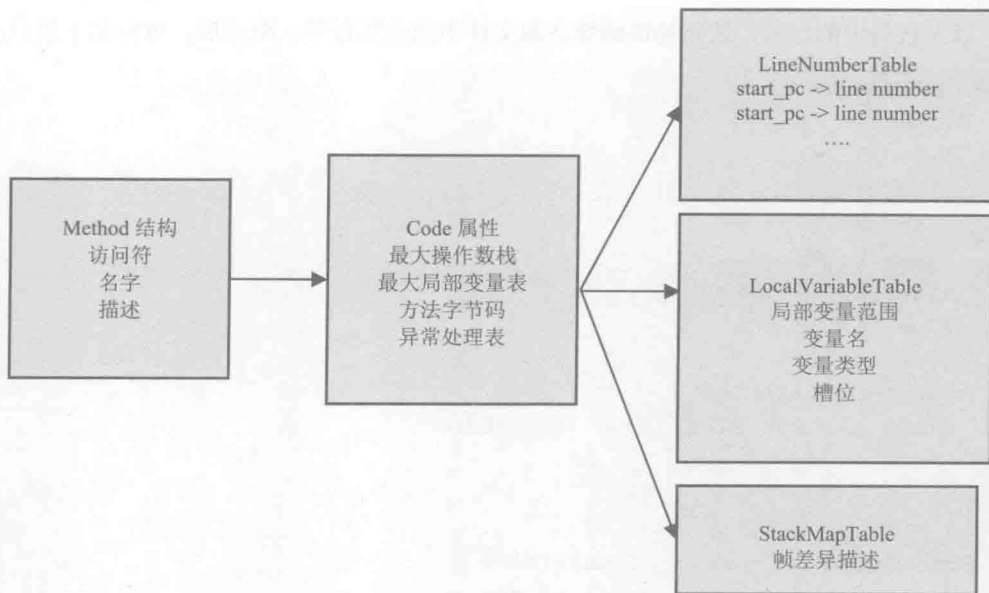 Method 结构
访问符
名字
描述
Code 属性
最大操作数栈
最大局部变量表
方法字节码
异常处理表
LineNumberTable
start_pc -> line number
start_pc -> line number
….
LocalVariableTable
局部变量范围
变量名
变量类型
槽位
StackMapTable
帧差异描述